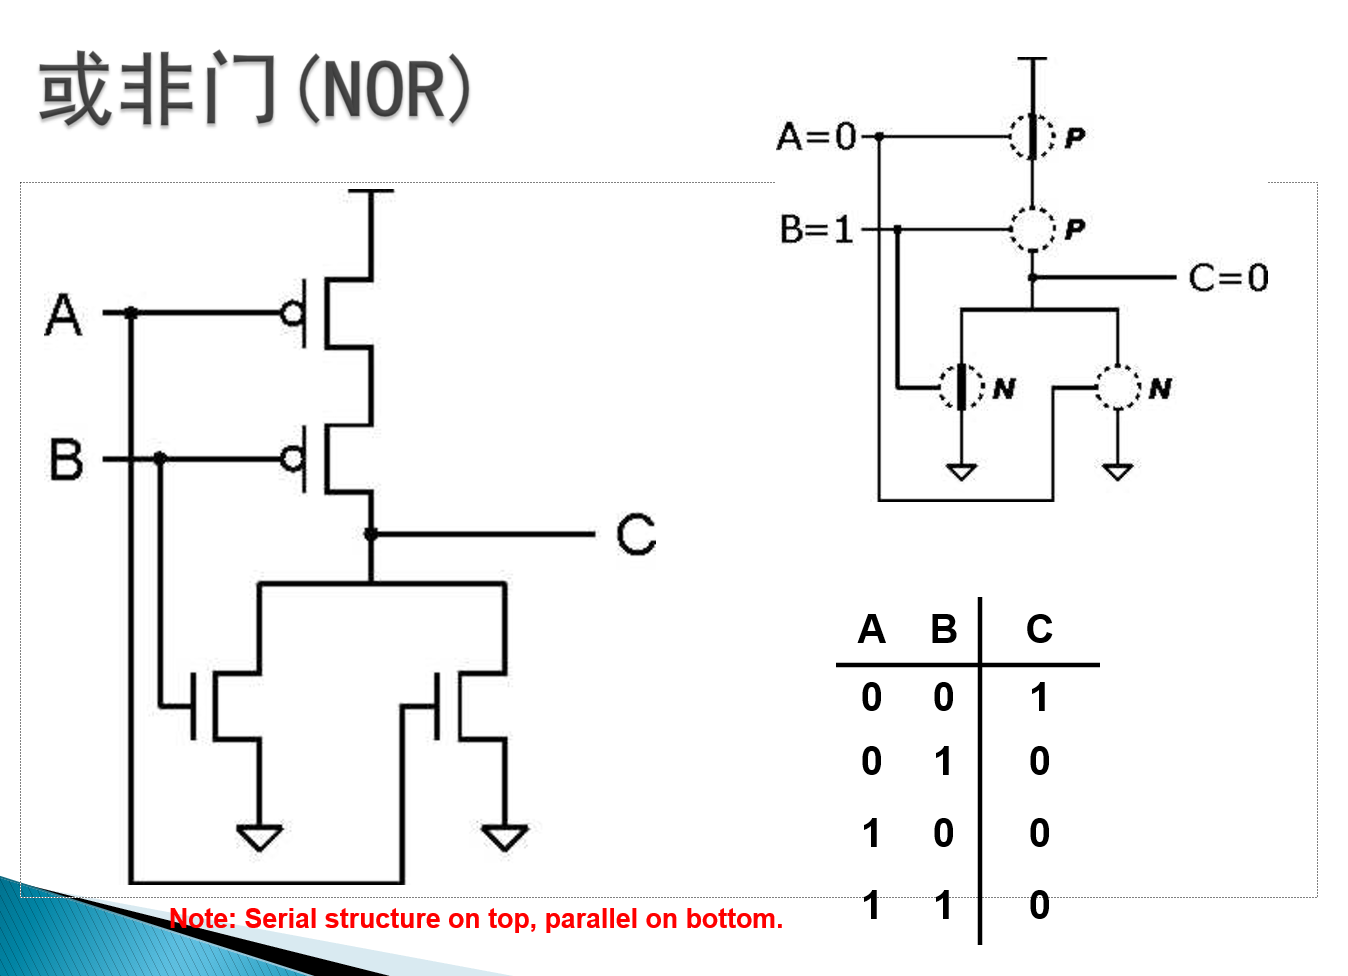 或非门(NOR)
A
B
C
A=0
P
B=1
P
C=0
N
N
A B C
0 0 1
0 1 0
1 0 0
1 1 0
Note: Serial structure on top, parallel on bottom.